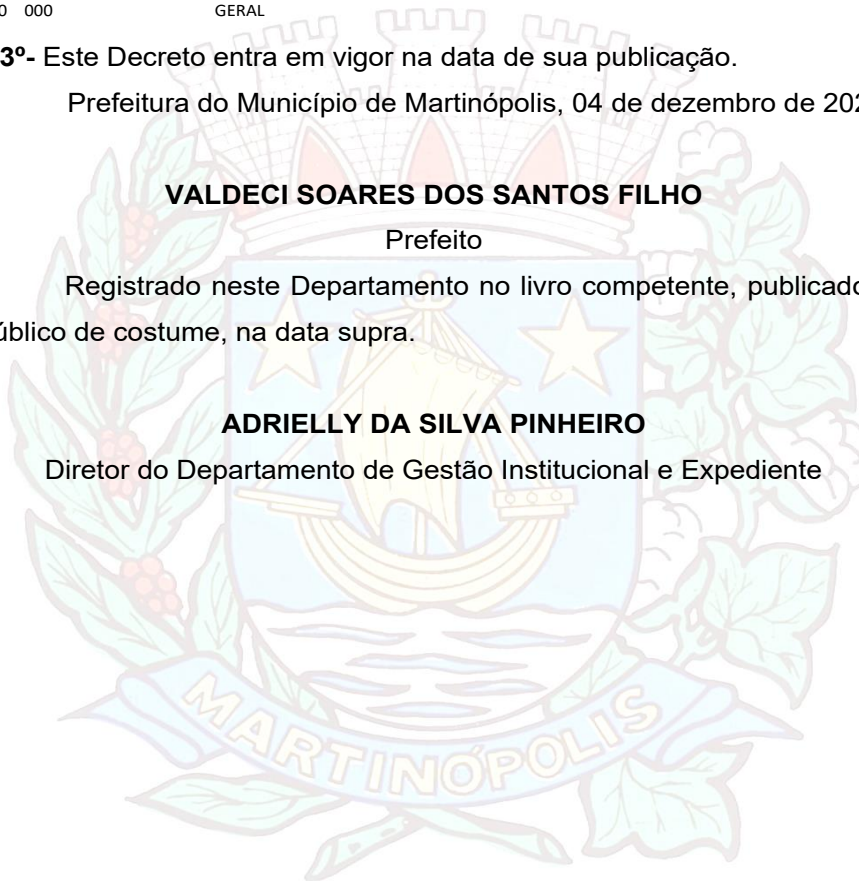 0 000 GERAL
3º- Este Decreto entra em vigor na data de sua publicação.
Prefeitura do Município de Martinópolis, 04 de dezembro de 202
VALDECI SOARES DOS SANTOS FILHO
Prefeito
Registrado neste Departamento no livro competente, publicado
úblico de costume, na data supra.
ADRIELLY DA SILVA PINHEIRO
Diretor do Departamento de Gestão Institucional e Expediente
MARTINÓPOLIS